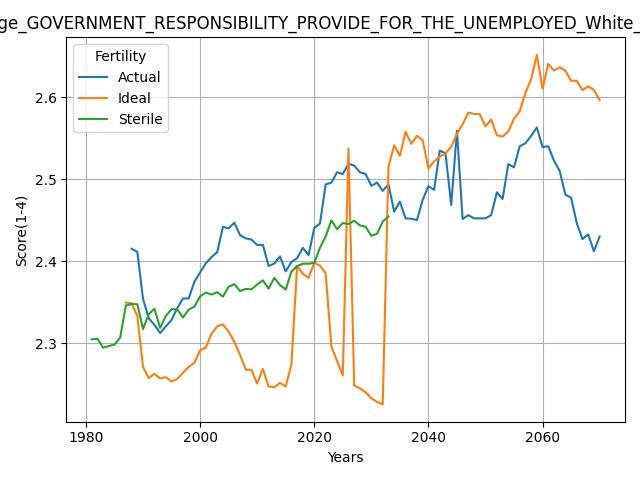 ge_GOVERNMENT_RESPONSIBILITY_PROVIDE_FOR_THE_UNEMPLOYED_White_
Fertility
Actual
Ideal
Sterile
Score(1-4)
2.6
2.5
2.4
2.3
1980 2000 2020 2040 2060
Years